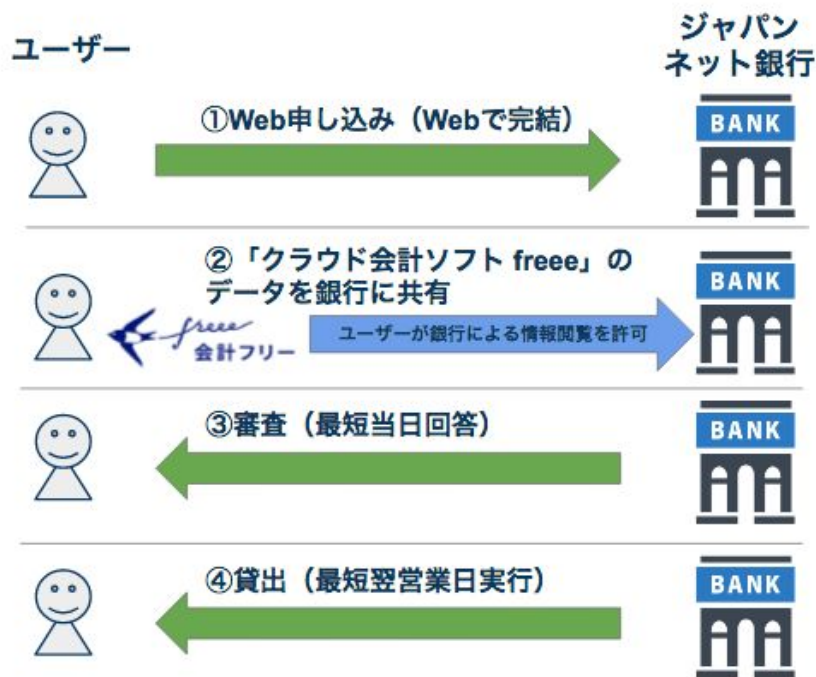 ユーザー
ジャパン
ネット銀行
①Web申し込み（Webで完結）
BANK
②「クラウド会計ソフト freee」の
データを銀行に共有
freee
会計フリー
ユーザーが銀行による情報閲覧を許可
BANK
③審査（最短当日回答）
BANK
④貸出（最短翌営業日実行）
BANK